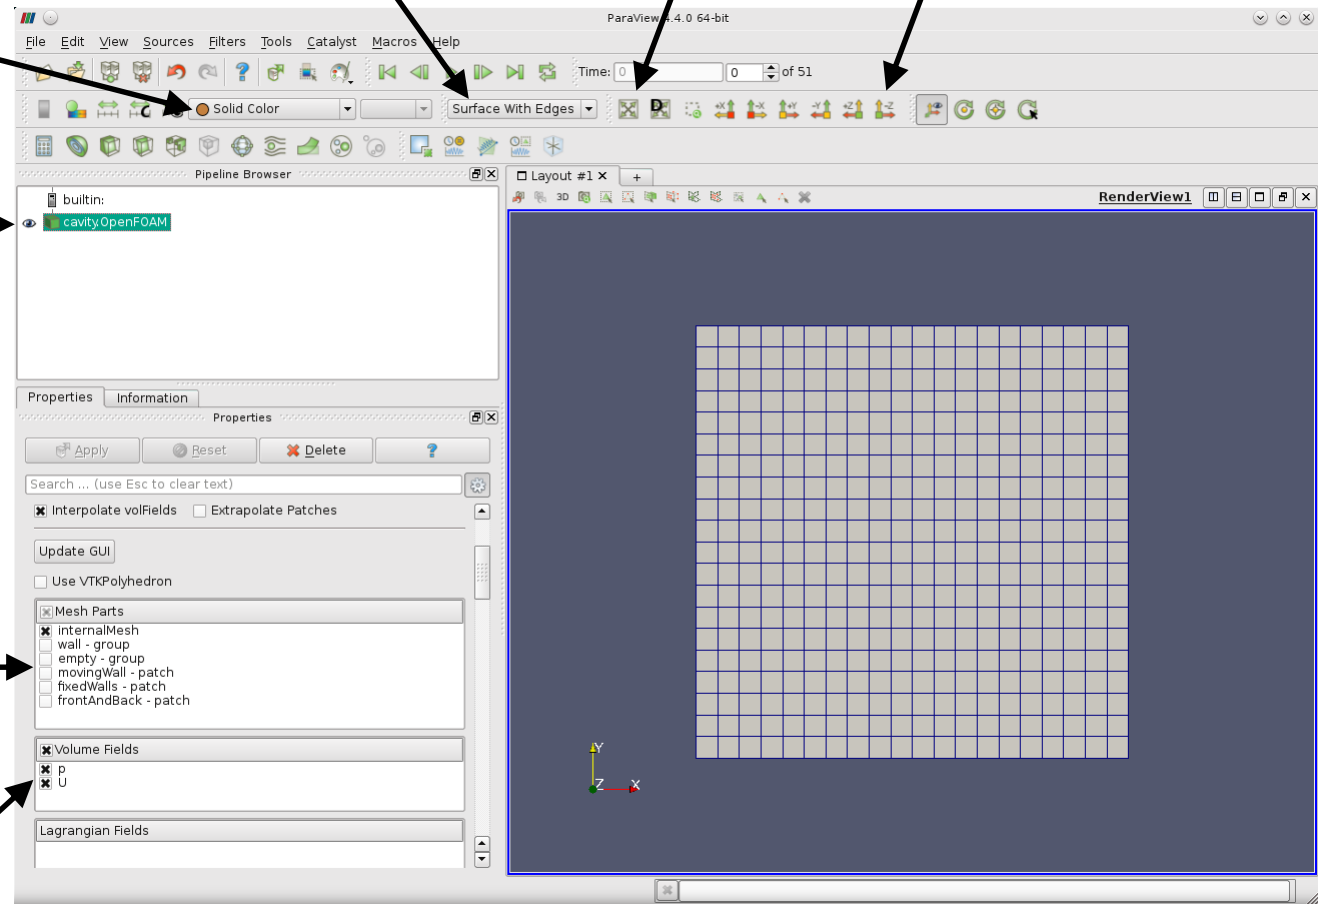 ParaView 4.4.0 64-bit
File Edit View Sources Filters Tools Catalyst Macros Help
Time: 0 0 of 51
Solid Color Surface With Edges D +X -X +Y -Y +Z -Z
Pipeline Browser
builtin:
cavity.OpenFOAM
Layout #1 +
3D RenderView1
Properties Information
Properties
Apply Reset Delete ?
Search ... (use Esc to clear text)
Interpolate volFields Extrapolate Patches
Update GUI
Use VTKPolyhedron
Mesh Parts
internalMesh
wall - group
empty - group
movingWall - patch
fixedWalls - patch
frontAndBack - patch
Volume Fields
p
U
Lagrangian Fields
Y
Z X